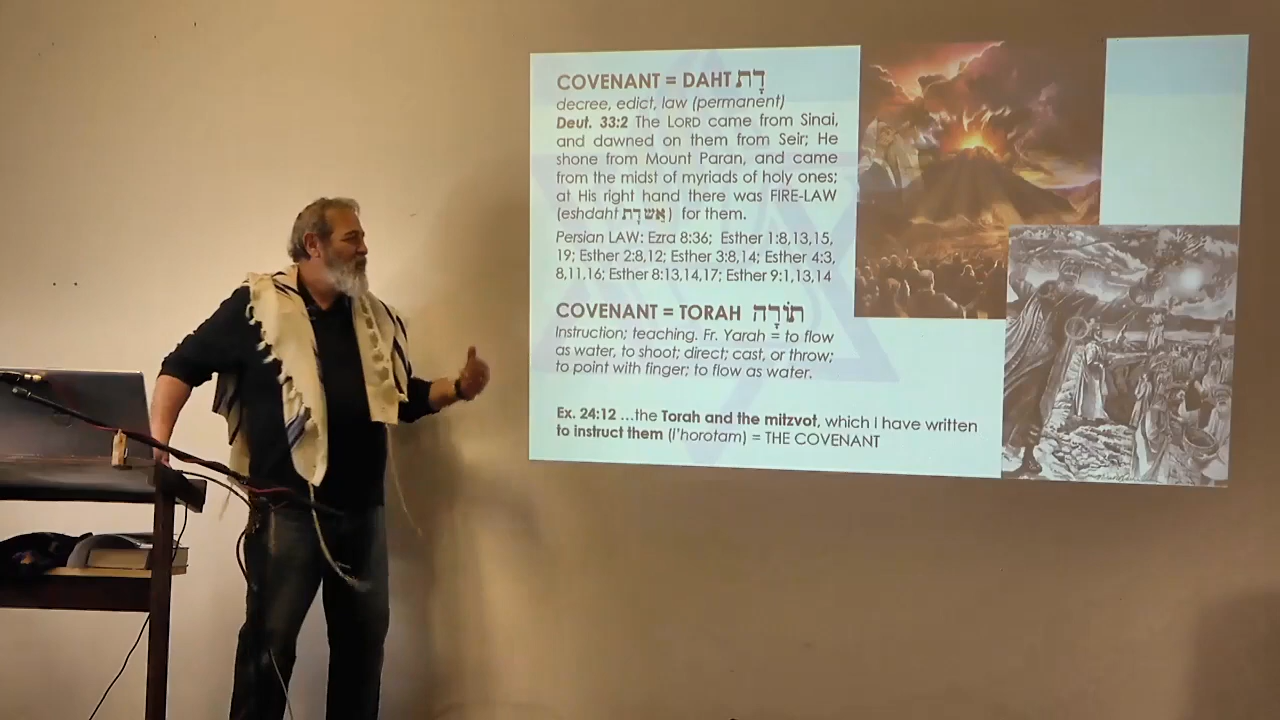 COVENANT = DAHT דָּת
decree, edict, law (permanent)
Deut. 33:2 The LORD came from Sinai,
and dawned on them from Seir; He
shone from Mount Paran, and came
from the midst of myriads of holy ones;
at His right hand there was FIRE-LAW
(eshdaht אֵשְׁדָּת) for them.
Persian LAW: Ezra 8:36; Esther 1:8,13,15,
19; Esther 2:8,12; Esther 3:8,14; Esther 4:3,
8,11,16; Esther 8:13,14,17; Esther 9:1,13,14
COVENANT = TORAH תּוֹרָה
Instruction; teaching. Fr. Yarah = to flow
as water, to shoot; direct; cast, or throw;
to point with finger; to flow as water.
Ex. 24:12 ...the Torah and the mitzvot, which I have written
to instruct them (l'horotam) = THE COVENANT